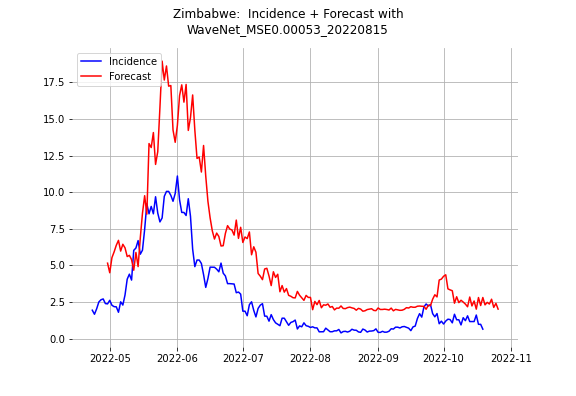 Zimbabwe:  Incidence + Forecast with
WaveNet_MSE0.00053_20220815
Incidence
Forecast
17.5
15.0
12.5
10.0
7.5
5.0
2.5
0.0
2022-05 2022-06 2022-07 2022-08 2022-09 2022-10 2022-11